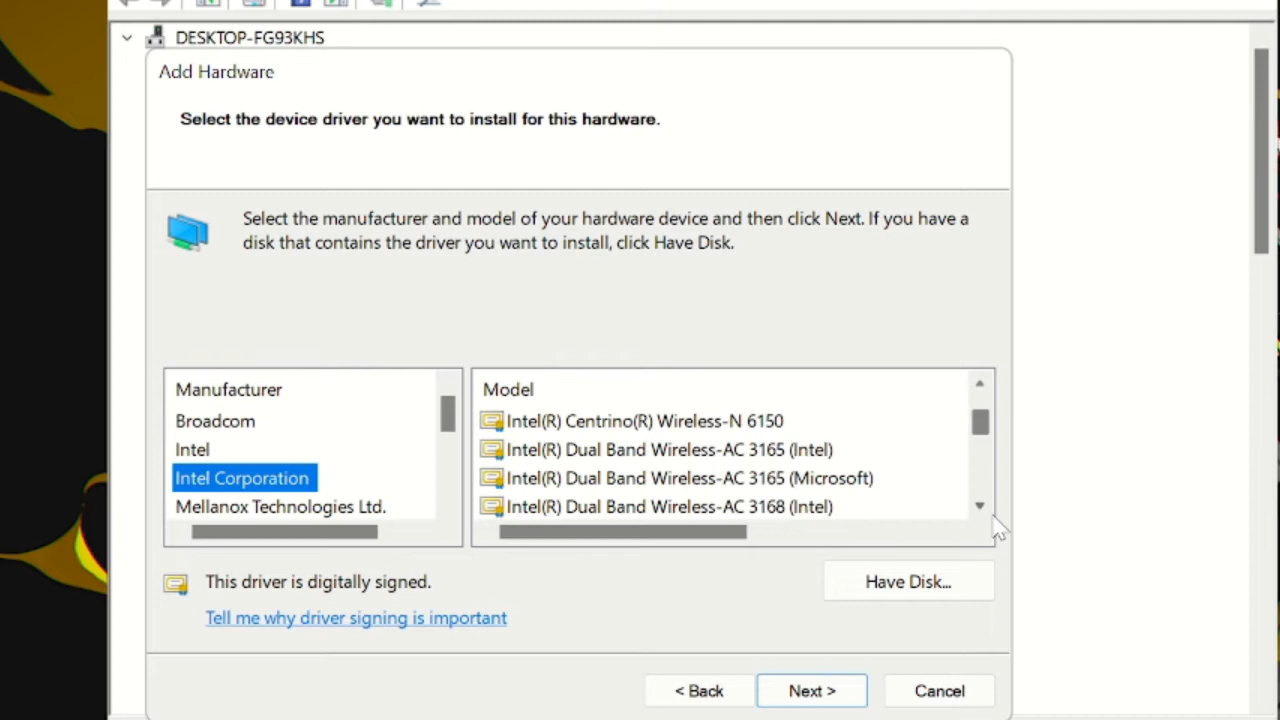 DESKTOP-FG93KHS
Add Hardware
Select the device driver you want to install for this hardware.
Select the manufacturer and model of your hardware device and then click Next. If you have a
disk that contains the driver you want to install, click Have Disk.
Manufacturer
Broadcom
Intel
Intel Corporation
Mellanox Technologies Ltd.
Model
Intel(R) Centrino(R) Wireless-N 6150
Intel(R) Dual Band Wireless-AC 3165 (Intel)
Intel(R) Dual Band Wireless-AC 3165 (Microsoft)
Intel(R) Dual Band Wireless-AC 3168 (Intel)
This driver is digitally signed.
Have Disk...
Tell me why driver signing is important
< Back
Next >
Cancel